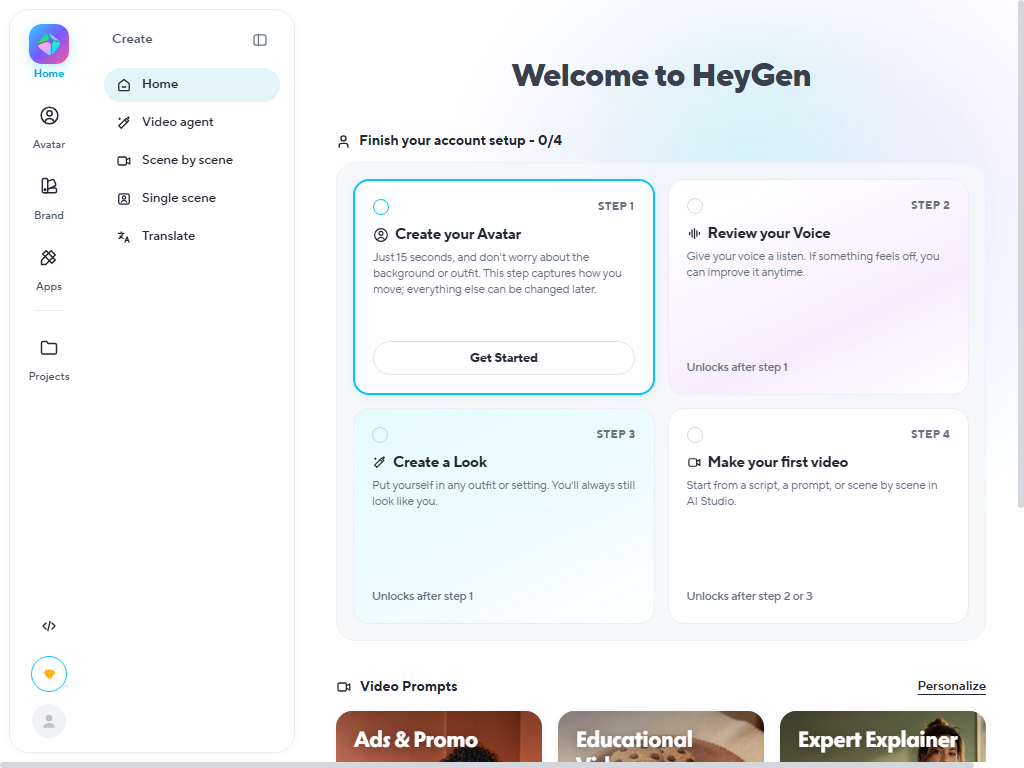 Home
Avatar
Brand
Apps
Projects
Create
Home
Video agent
Scene by scene
Single scene
Translate
Welcome to HeyGen
Finish your account setup - 0/4
STEP 1
Create your Avatar
Just 15 seconds, and don't worry about the
background or outfit. This step captures how you
move; everything else can be changed later.
Get Started
STEP 2
Review your Voice
Give your voice a listen. If something feels off, you
can improve it anytime.
Unlocks after step 1
STEP 3
Create a Look
Put yourself in any outfit or setting. You'll always still
look like you.
Unlocks after step 1
STEP 4
Make your first video
Start from a script, a prompt, or scene by scene in
AI Studio.
Unlocks after step 2 or 3
Video Prompts
Personalize
Ads & Promo
Educational
Expert Explainer